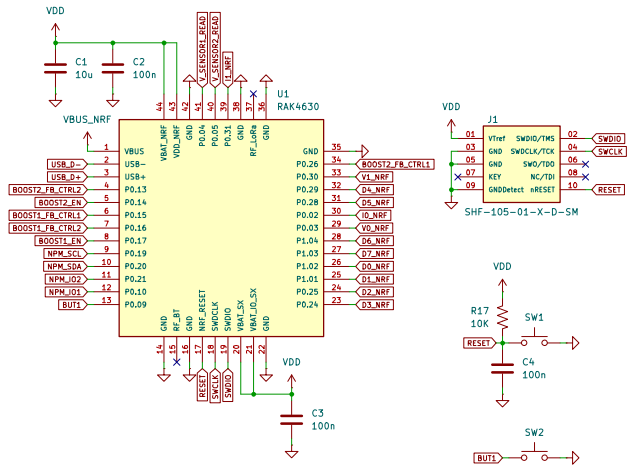 VDD
C1
10u
C2
100n
V_SENSOR1_READ
V_SENSOR2_READ
I1_NRF
U1
RAK4630
44 43 42 41 40 39 38 37 36
VBAT_NRF VDD_NRF GND P0.04 P0.05 P0.31 GND RF_LoRa GND
VBUS_NRF
1 VBUS
USB_D- 2 USB-
USB_D+ 3 USB+
BOOST2_FB_CTRL2 4 P0.13
BOOST2_EN 5 P0.14
BOOST1_FB_CTRL1 6 P0.15
BOOST1_FB_CTRL2 7 P0.16
BOOST1_EN 8 P0.17
NPM_SCL 9 P0.19
NPM_SDA 10 P0.20
NPM_IO2 11 P0.21
NPM_IO1 12 P0.10
BUT1 13 P0.09
GND 35
P0.26 34 BOOST2_FB_CTRL1
P0.30 33 V1_NRF
P0.29 32 D4_NRF
P0.28 31 D5_NRF
P0.02 30 I0_NRF
P0.03 29 V0_NRF
P1.04 28 D6_NRF
P1.03 27 D7_NRF
P1.02 26 D0_NRF
P1.01 25 D1_NRF
P0.25 24 D2_NRF
P0.24 23 D3_NRF
GND RF_BT GND NRF_RESET SWCLK SWDIO VBAT_SX VBAT_IO_SX GND
14 15 16 17 18 19 20 21 22
RESET
SWCLK
SWDIO
VDD
C3
100n
VDD
J1
01 VTref SWDIO/TMS 02 SWDIO
03 GND SWDCLK/TCK 04 SWCLK
05 GND SWO/TDO 06
07 KEY NC/TDI 08
09 GNDDetect nRESET 10 RESET
SHF-105-01-X-D-SM
VDD
R17
10K
SW1
RESET
C4
100n
SW2
BUT1